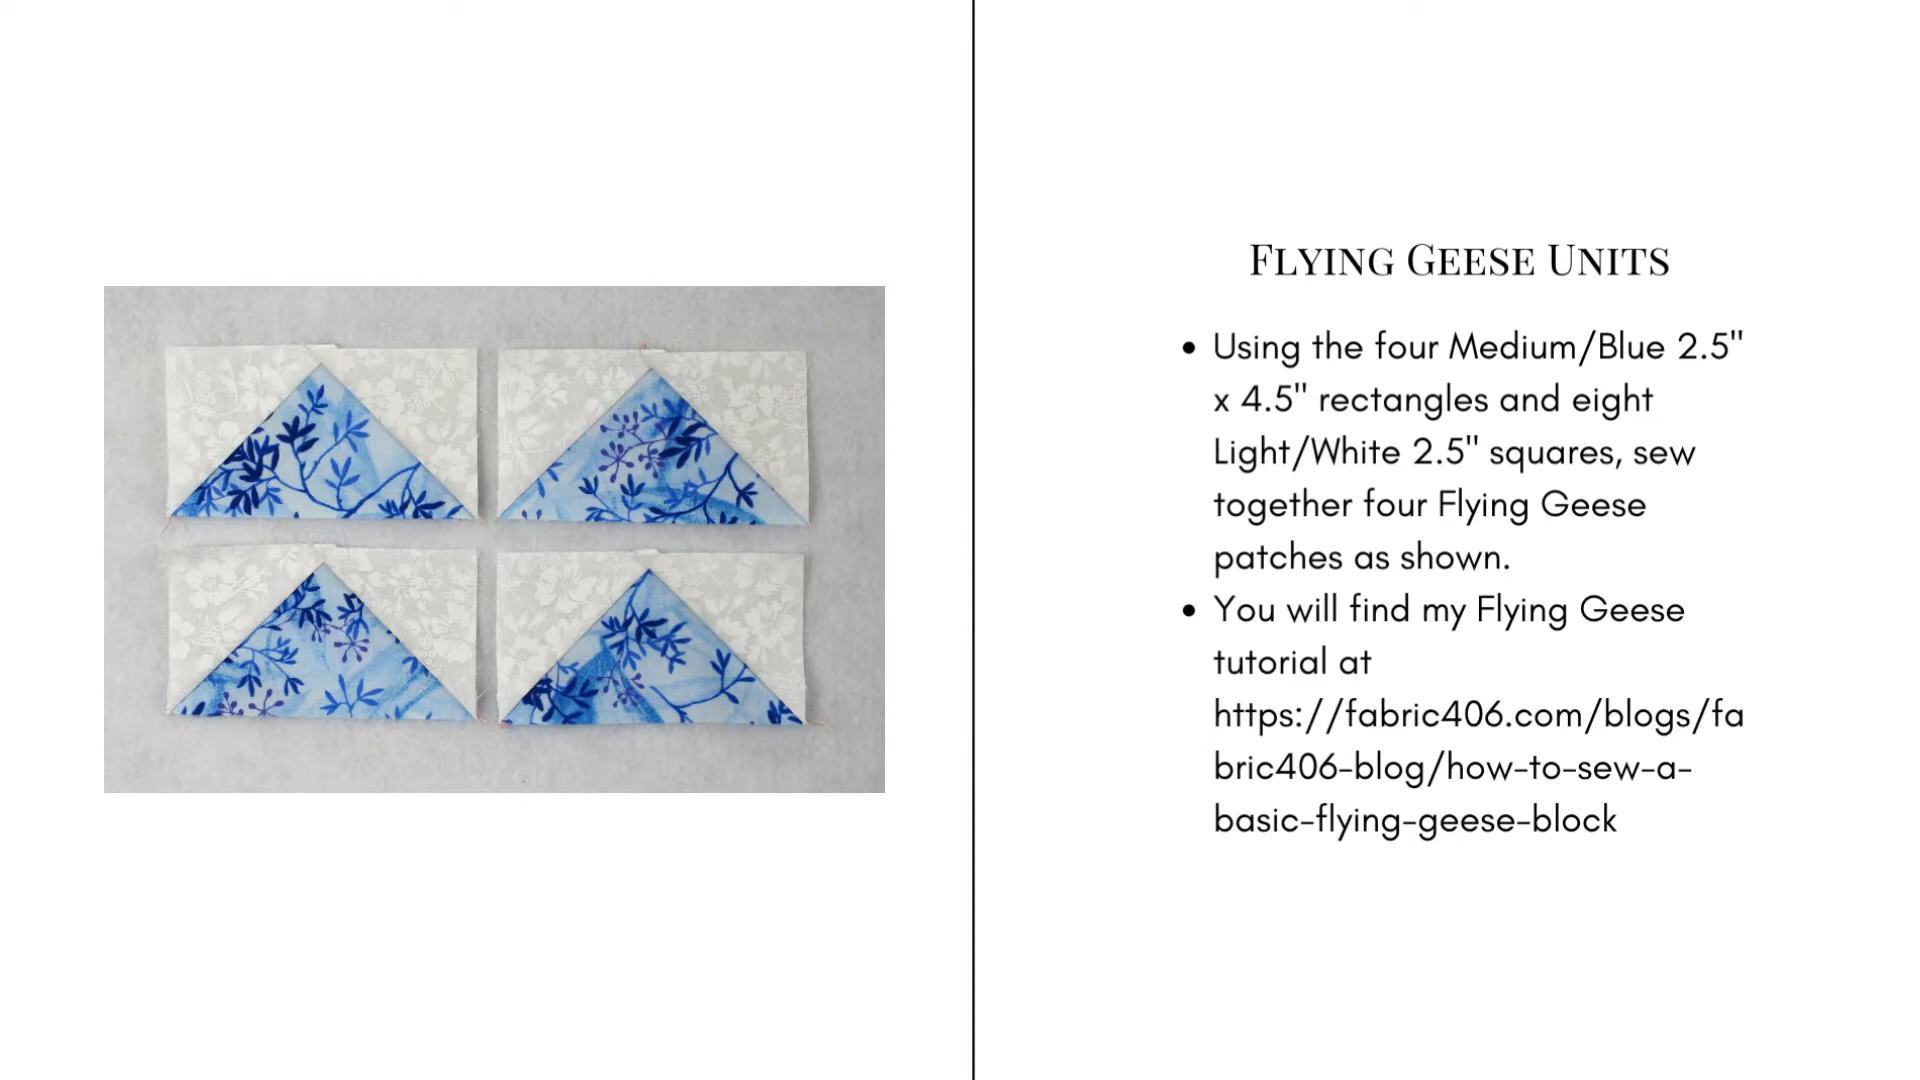 Flying Geese Units
• Using the four Medium/Blue 2.5"
x 4.5" rectangles and eight
Light/White 2.5" squares, sew
together four Flying Geese
patches as shown.
• You will find my Flying Geese
tutorial at
https://fabric406.com/blogs/fa
bric406-blog/how-to-sew-a-
basic-flying-geese-block